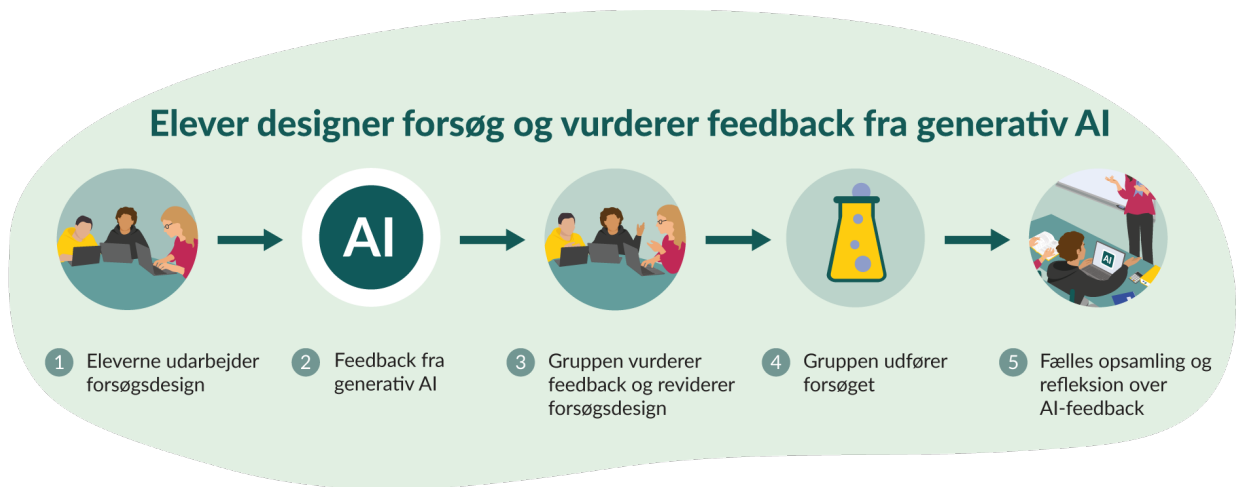 Elever designer forsøg og vurderer feedback fra generativ AI
AI
AI
1 Eleverne udarbejder
forsøgsdesign
2 Feedback fra
generativ AI
3 Gruppen vurderer
feedback og reviderer
forsøgsdesign
4 Gruppen udfører
forsøget
5 Fælles opsamling og
refleksion over
AI-feedback